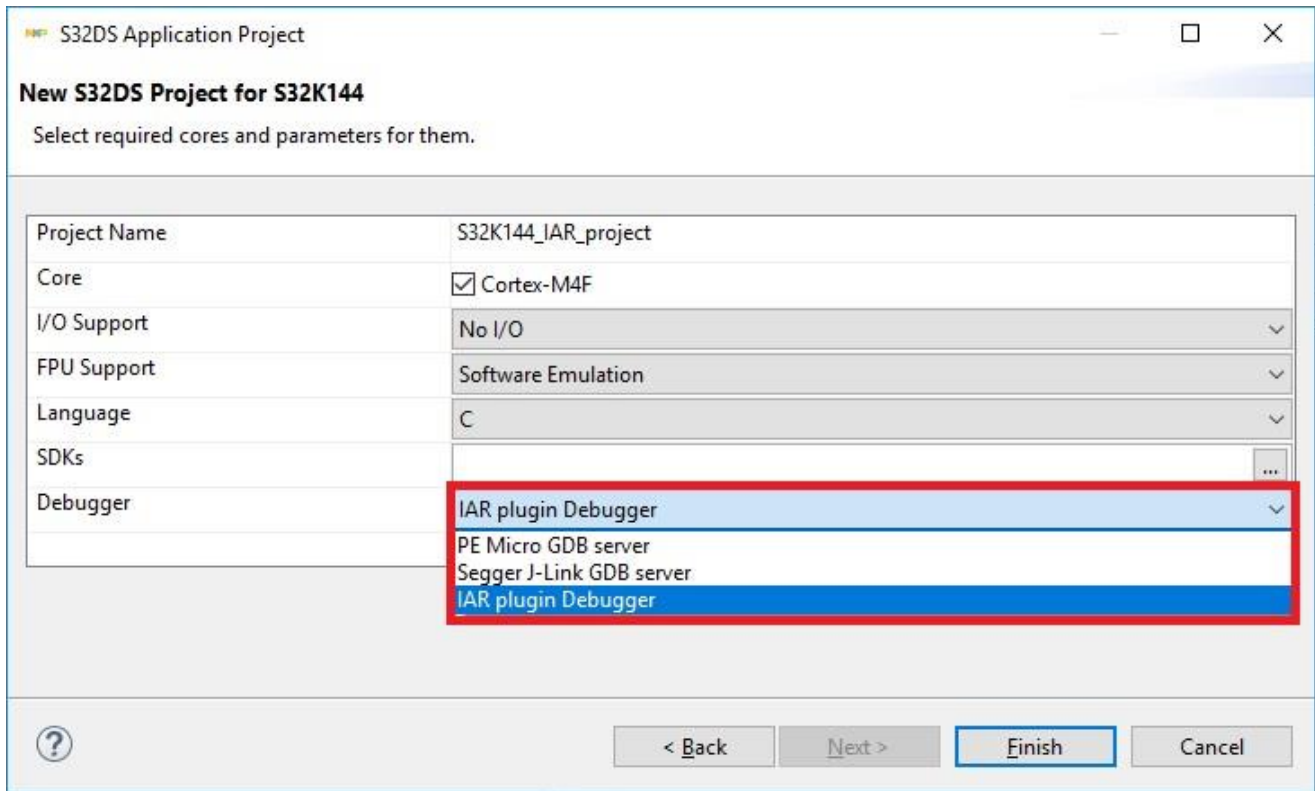 NXP S32DS Application Project
New S32DS Project for S32K144
Select required cores and parameters for them.
Project Name S32K144_IAR_project
Core Cortex-M4F
I/O Support No I/O
FPU Support Software Emulation
Language C
SDKs ...
Debugger IAR plugin Debugger
PE Micro GDB server
Segger J-Link GDB server
IAR plugin Debugger
? < Back Next > Finish Cancel